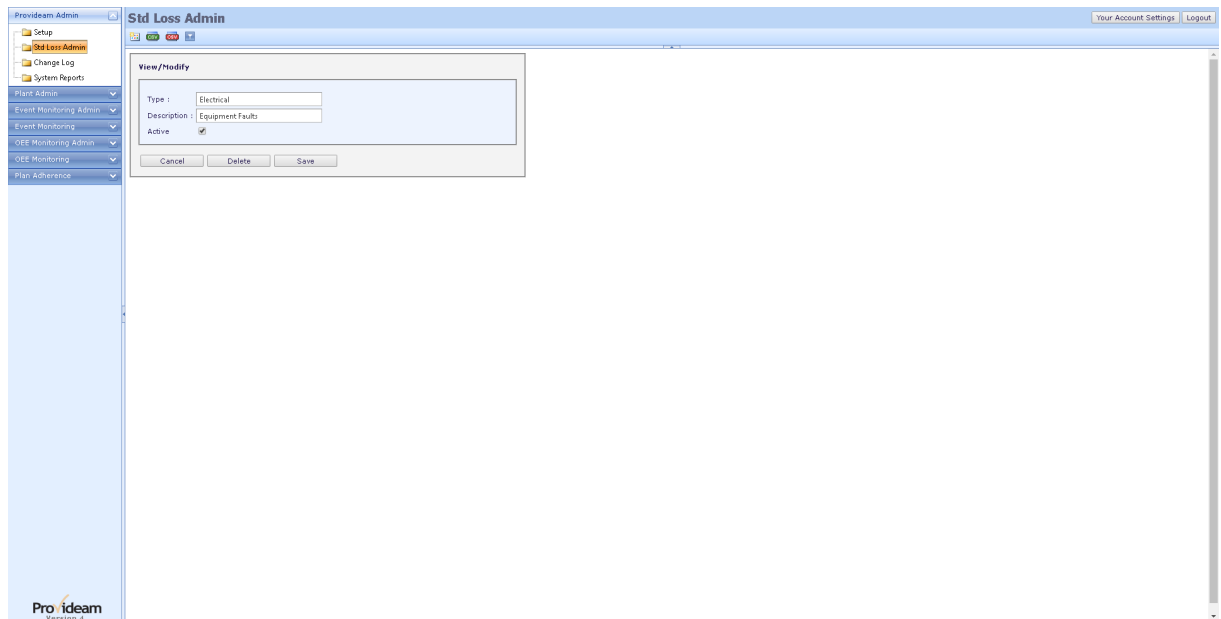 Provideam Admin
Setup
Std Loss Admin
Change Log
System Reports
Plant Admin
Event Monitoring Admin
Event Monitoring
OEE Monitoring Admin
OEE Monitoring
Plan Adherence
Provideam
Version 4
Std Loss Admin
Your Account Settings
Logout
CSV
CSV
View/Modify
Type : Electrical
Description : Equipment Faults
Active
Cancel Delete Save